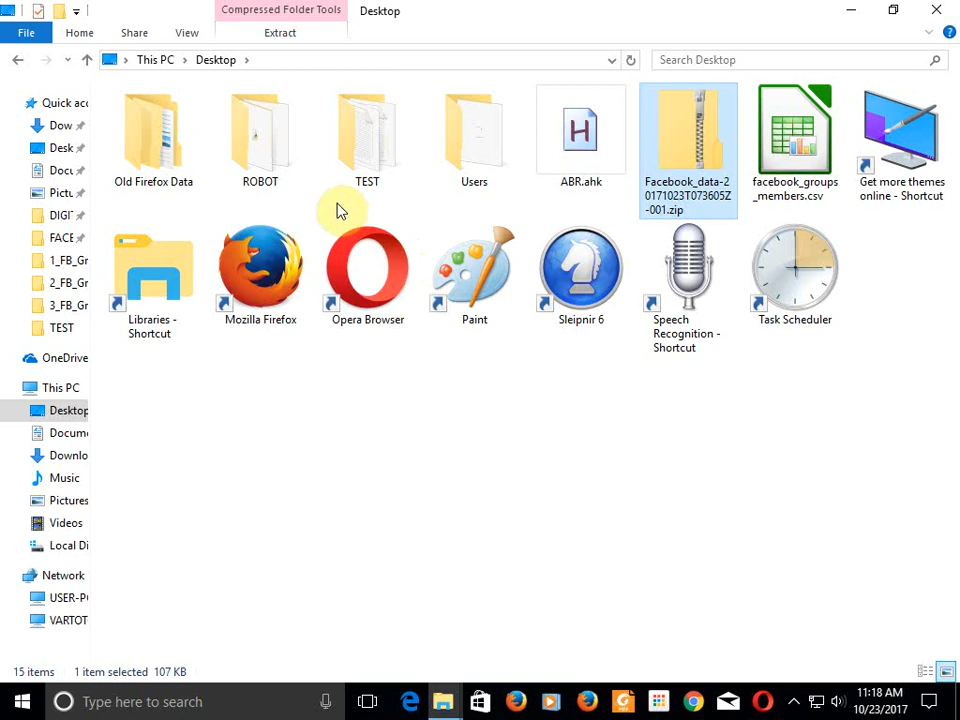 Compressed Folder Tools
Desktop
File
Home
Share
View
Extract
This PC
Desktop
Search Desktop
Quick acc
Dow
Desk
Docu
Pictu
DIGIT
FACE
1_FB_Gr
2_FB_Gr
3_FB_Gr
TEST
OneDrive
This PC
Desktop
Docume
Downlo
Music
Pictures
Videos
Local Di
Network
USER-PC
VARTOT
Old Firefox Data
ROBOT
TEST
Users
H
ABR.ahk
Facebook_data-2
0171023T073605Z
-001.zip
facebook_groups
_members.csv
Get more themes
online - Shortcut
Libraries -
Shortcut
Mozilla Firefox
Opera Browser
Paint
Sleipnir 6
Speech
Recognition -
Shortcut
Task Scheduler
15 items
1 item selected 107 KB
Type here to search
11:18 AM
10/23/2017